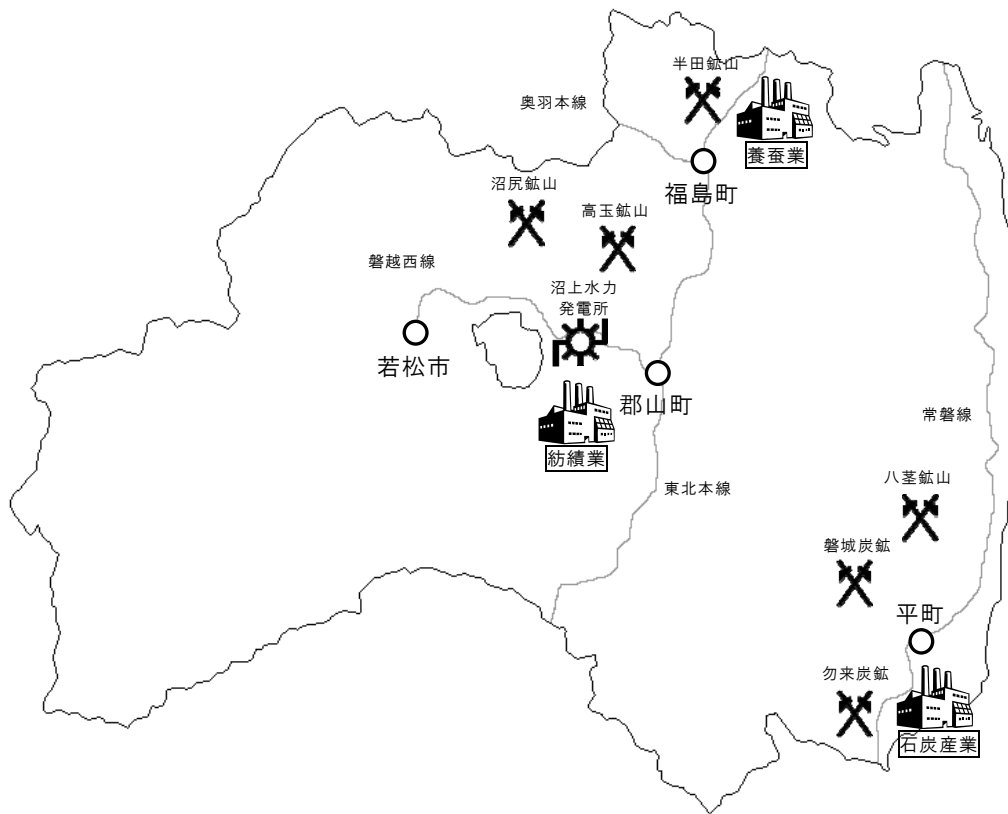 半田鉱山
奥羽本線
養蚕業
福島町
沼尻鉱山
高玉鉱山
磐越西線
沼上水力
発電所
若松市
郡山町
紡績業
常磐線
東北本線
八茎鉱山
磐城炭鉱
平町
勿来炭鉱
石炭産業